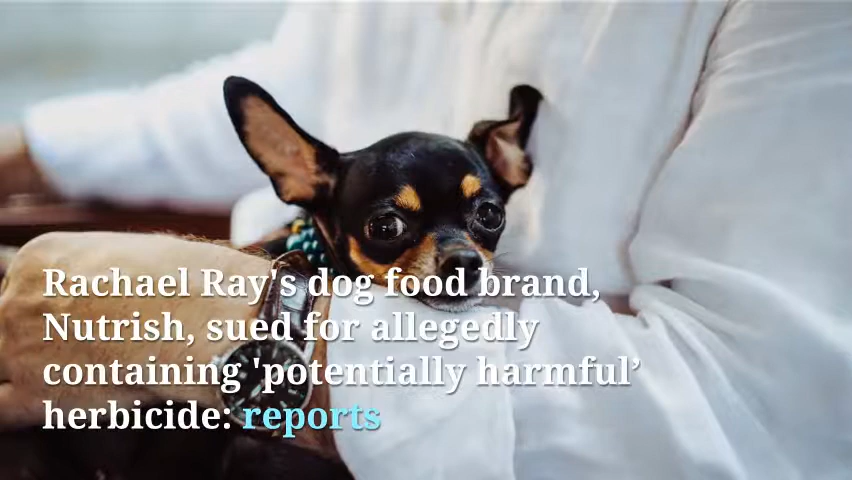 Rachael Ray's dog food brand,
Nutrish, sued for allegedly
containing 'potentially harmful’
herbicide: reports